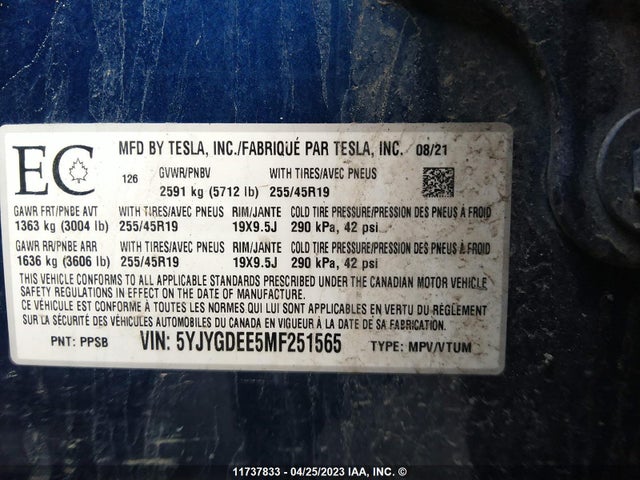 EC
MFD BY TESLA, INC./FABRIQUÉ PAR TESLA, INC. 08/21
126
GVWR/PNBV WITH TIRES/AVEC PNEUS
2591 kg (5712 lb) 255/45R19
GAWR FRT/PNBE AVT WITH TIRES/AVEC PNEUS RIM/JANTE COLD TIRE PRESSURE/PRESSION DES PNEUS À FROID
1363 kg (3004 lb) 255/45R19 19X9.5J 290 kPa, 42 psi
GAWR RR/PNBE ARR WITH TIRES/AVEC PNEUS RIM/JANTE COLD TIRE PRESSURE/PRESSION DES PNEUS À FROID
1636 kg (3606 lb) 255/45R19 19X9.5J 290 kPa, 42 psi
THIS VEHICLE CONFORMS TO ALL APPLICABLE STANDARDS PRESCRIBED UNDER THE CANADIAN MOTOR VEHICLE
SAFETY REGULATIONS IN EFFECT ON THE DATE OF MANUFACTURE.
CE VÉHICULE EST CONFORME À TOUTES LES NORMES QUI LUI SONT APPLICABLES EN VERTU DU RÈGLEMENT
SUR LA SÉCURITÉ DES VÉHICULES AUTOMOBILES DU CANADA EN VIGUEUR À LA DATE DE SA FABRICATION.
PNT: PPSB VIN: 5YJYGDEE5MF251565 TYPE: MPV/VTUM
11737833 - 04/25/2023 IAA, INC.